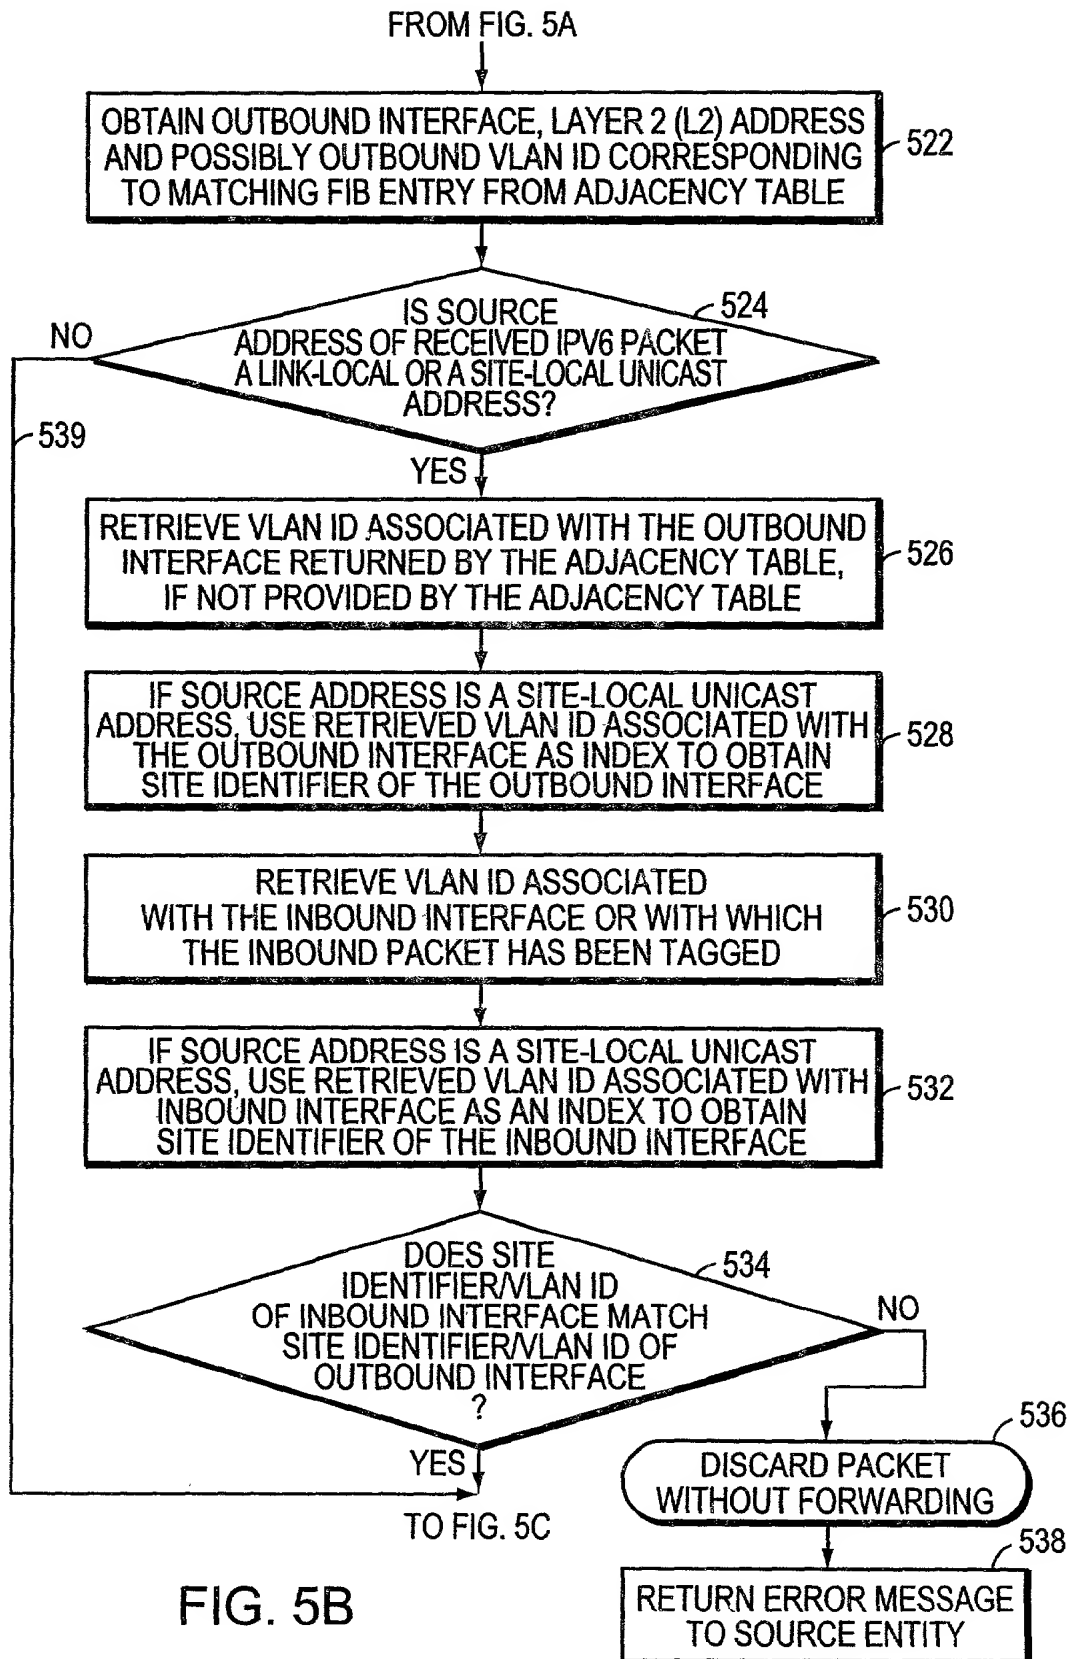 FROM FIG. 5A
OBTAIN OUTBOUND INTERFACE, LAYER 2 (L2) ADDRESS
AND POSSIBLY OUTBOUND VLAN ID CORRESPONDING
TO MATCHING FIB ENTRY FROM ADJACENCY TABLE
522
IS SOURCE
ADDRESS OF RECEIVED IPV6 PACKET
A LINK-LOCAL OR A SITE-LOCAL UNICAST
ADDRESS?
524
NO
539
YES
RETRIEVE VLAN ID ASSOCIATED WITH THE OUTBOUND
INTERFACE RETURNED BY THE ADJACENCY TABLE,
IF NOT PROVIDED BY THE ADJACENCY TABLE
526
IF SOURCE ADDRESS IS A SITE-LOCAL UNICAST
ADDRESS, USE RETRIEVED VLAN ID ASSOCIATED WITH
THE OUTBOUND INTERFACE AS INDEX TO OBTAIN
SITE IDENTIFIER OF THE OUTBOUND INTERFACE
528
RETRIEVE VLAN ID ASSOCIATED
WITH THE INBOUND INTERFACE OR WITH WHICH
THE INBOUND PACKET HAS BEEN TAGGED
530
IF SOURCE ADDRESS IS A SITE-LOCAL UNICAST
ADDRESS, USE RETRIEVED VLAN ID ASSOCIATED WITH
INBOUND INTERFACE AS AN INDEX TO OBTAIN
SITE IDENTIFIER OF THE INBOUND INTERFACE
532
DOES SITE
IDENTIFIER/VLAN ID
OF INBOUND INTERFACE MATCH
SITE IDENTIFIER/VLAN ID OF
OUTBOUND INTERFACE
?
534
NO
YES
TO FIG. 5C
536
DISCARD PACKET
WITHOUT FORWARDING
538
RETURN ERROR MESSAGE
TO SOURCE ENTITY
FIG. 5B